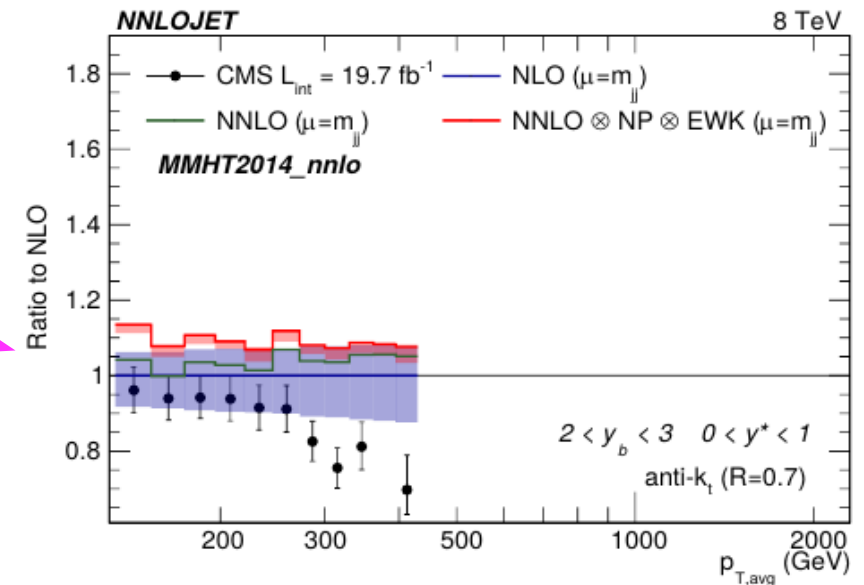 NNLOJET 8 TeV
CMS L_int = 19.7 fb^-1 NLO (μ=m_jj)
NNLO (μ=m_jj) NNLO ⊗ NP ⊗ EWK (μ=m_jj)
MMHT2014_nnlo
Ratio to NLO
1.8
1.6
1.4
1.2
1
0.8
2 < y_b < 3 0 < y* < 1
anti-k_t (R=0.7)
200 300 500 1000 2000
p_T,avg (GeV)